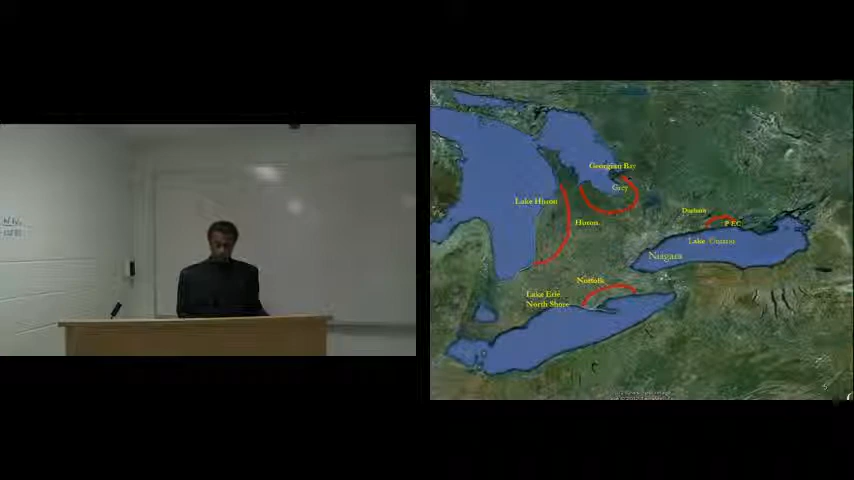 Georgian Bay
Grey
Lake Huron
Huron
Durham
P E C
Lake Ontario
Niagara
Norfolk
Lake Erie
North Shore